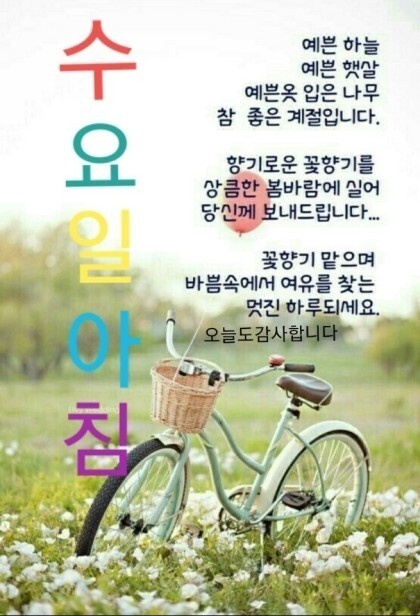 수요일아침
예쁜 하늘
예쁜 햇살
예쁜옷 입은 나무
참 좋은 계절입니다.
향기로운 꽃향기를
상큼한 봄바람에 실어
당신께 보내드립니다...
꽃향기 맡으며
바쁨속에서 여유를 찾는
멋진 하루되세요.
오늘도감사합니다